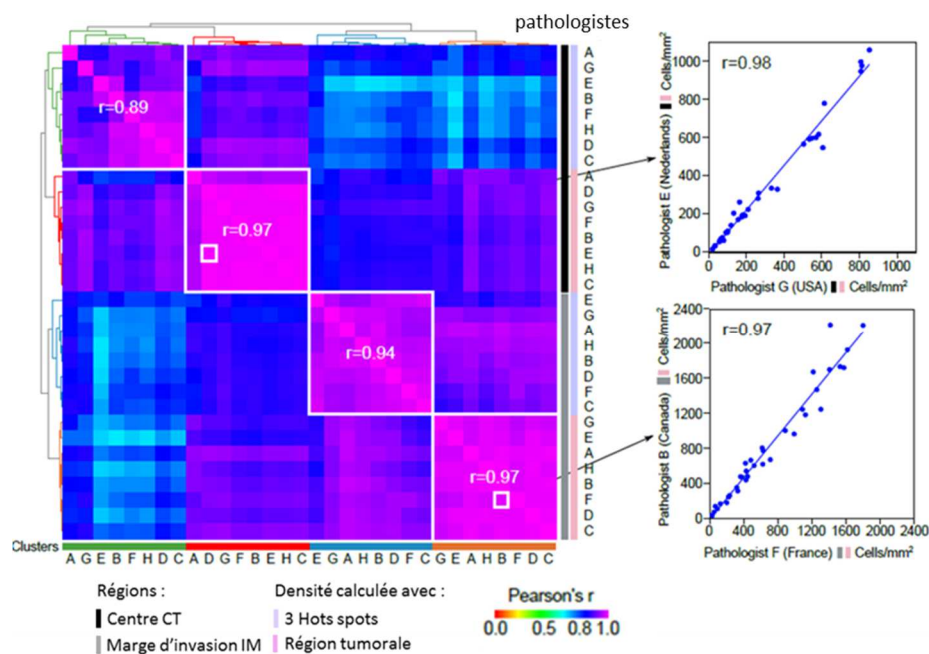 pathologistes
A
G
E
B
F
H
D
C
A
D
G
F
B
E
H
C
E
G
A
H
B
D
F
C
G
E
A
H
B
F
D
C
r=0.89
r=0.97
r=0.94
r=0.97
Clusters
A G E B F H D C A D G F B E H C E G A H B D F C G E A H B F D C
Régions :
Centre CT
Marge d'invasion IM
Densité calculée avec :
3 Hots spots
Région tumorale
Pearson's r
0.0 0.5 0.8 1.0
r=0.98
Pathologist E (Nederlands) Cells/mm²
1000
800
600
400
200
0
0 200 400 600 800 1000
Pathologist G (USA) Cells/mm²
r=0.97
Pathologist B (Canada) Cells/mm²
2400
2000
1600
1200
800
400
0
0 400 800 1200 1600 2000 2400
Pathologist F (France) Cells/mm²